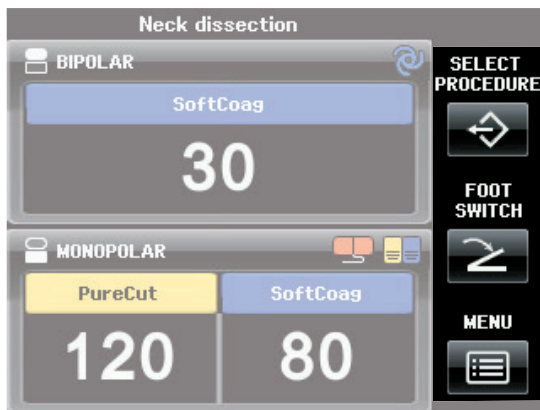 Neck dissection
BIPOLAR
SoftCoag
30
MONOPOLAR
PureCut
SoftCoag
120
80
SELECT
PROCEDURE
FOOT
SWITCH
MENU